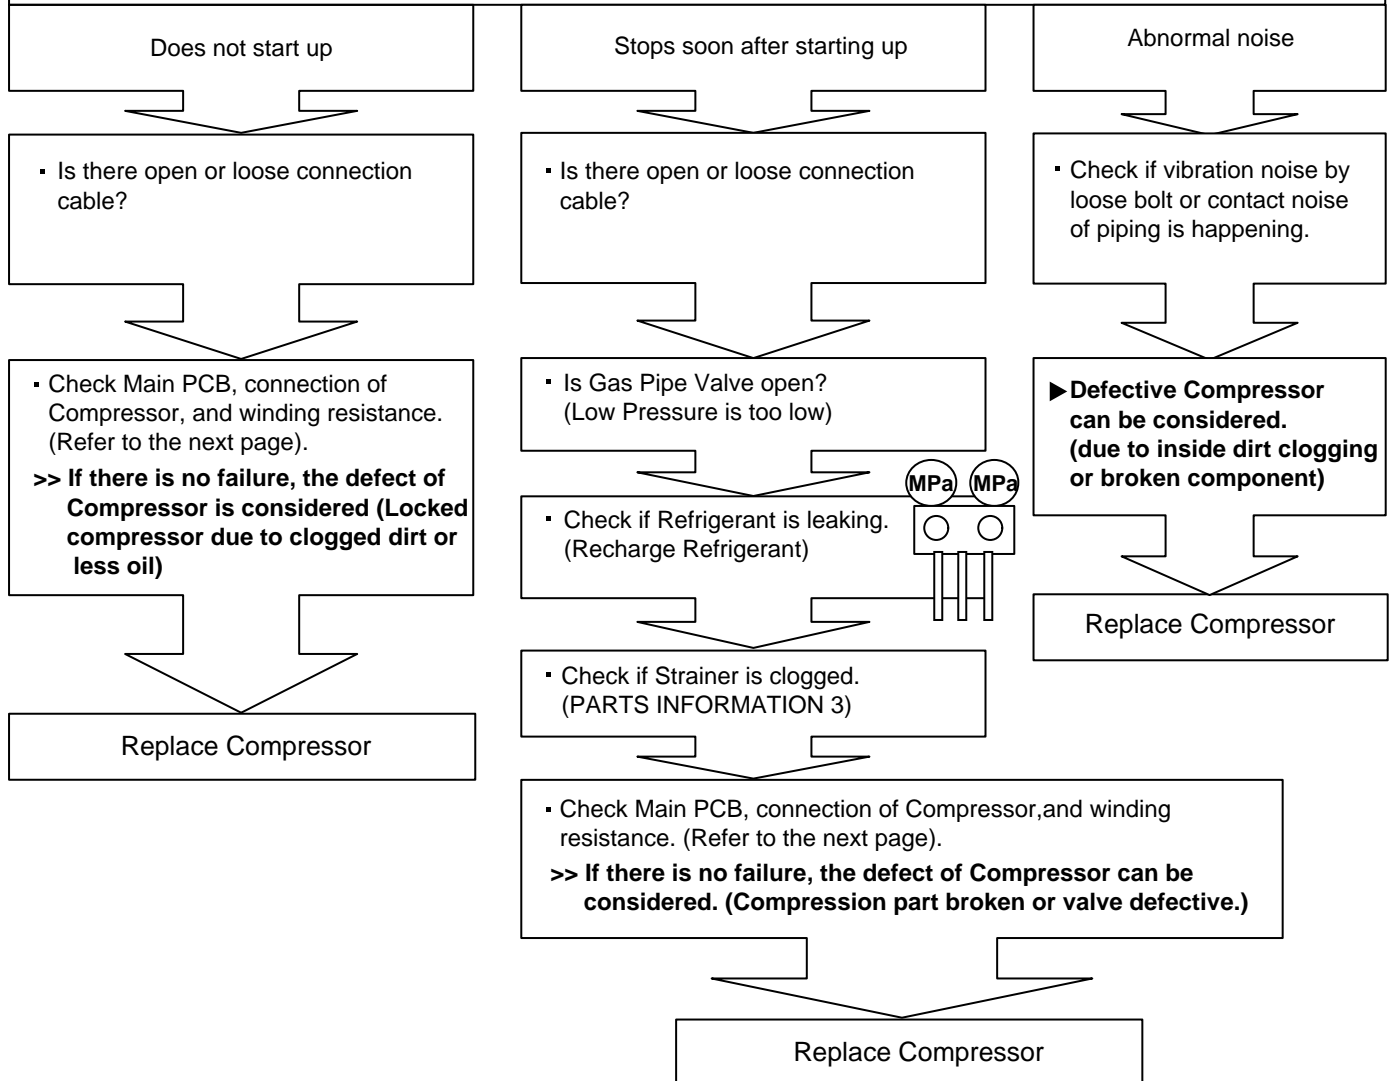 Does not start up
▪ Is there open or loose connection
cable?
▪ Check Main PCB, connection of
Compressor, and winding resistance.
(Refer to the next page).
>> If there is no failure, the defect of
Compressor is considered (Locked
compressor due to clogged dirt or
less oil)
Replace Compressor
Stops soon after starting up
▪ Is there open or loose connection
cable?
▪ Is Gas Pipe Valve open?
(Low Pressure is too low)
▪ Check if Refrigerant is leaking.
(Recharge Refrigerant)
MPa MPa
▪ Check if Strainer is clogged.
(PARTS INFORMATION 3)
▪ Check Main PCB, connection of Compressor,and winding
resistance. (Refer to the next page).
>> If there is no failure, the defect of Compressor can be
considered. (Compression part broken or valve defective.)
Replace Compressor
Abnormal noise
▪ Check if vibration noise by
loose bolt or contact noise
of piping is happening.
▶Defective Compressor
can be considered.
(due to inside dirt clogging
or broken component)
Replace Compressor